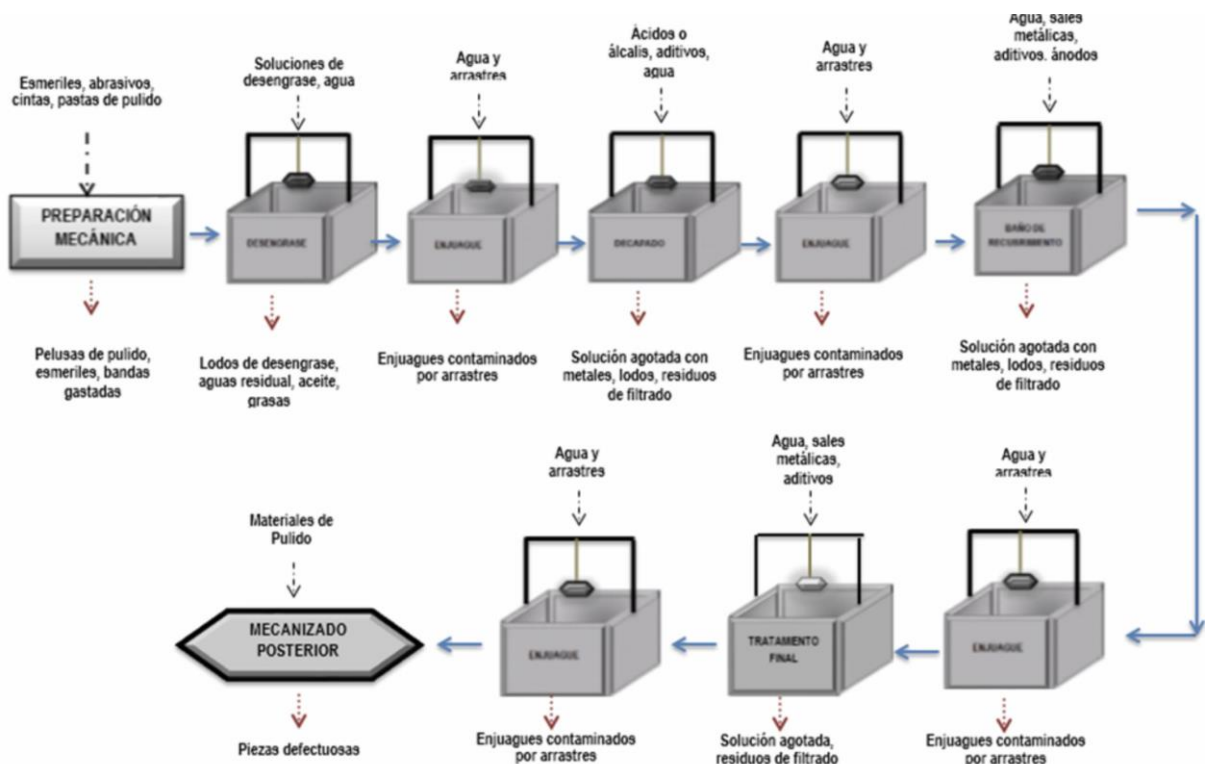 Esmeriles, abrasivos,
cintas, pastas de pulido
Soluciones de
desengrase, agua
Agua y
arrastres
Ácidos o
álcalis, aditivos,
agua
Agua y
arrastres
Agua, sales
metálicas,
aditivos. ánodos
PREPARACIÓN
MECÁNICA
DESENGRASE
ENJUAGUE
DECAPADO
ENJUAGUE
BAÑO DE
RECUBRIMIENTO
Pelusas de pulido,
esmeriles, bandas
gastadas
Lodos de desengrase,
aguas residual, aceite,
grasas
Enjuagues contaminados
por arrastres
Solución agotada con
metales, lodos, residuos
de filtrado
Enjuagues contaminados
por arrastres
Solución agotada con
metales, lodos, residuos
de filtrado
Materiales de
Pulido
Agua y
arrastres
Agua, sales
metálicas,
aditivos
Agua y
arrastres
MECANIZADO
POSTERIOR
ENJUAGUE
TRATAMIENTO
FINAL
ENJUAGUE
Piezas defectuosas
Enjuagues contaminados
por arrastres
Solución agotada,
residuos de filtrado
Enjuagues contaminados
por arrastres